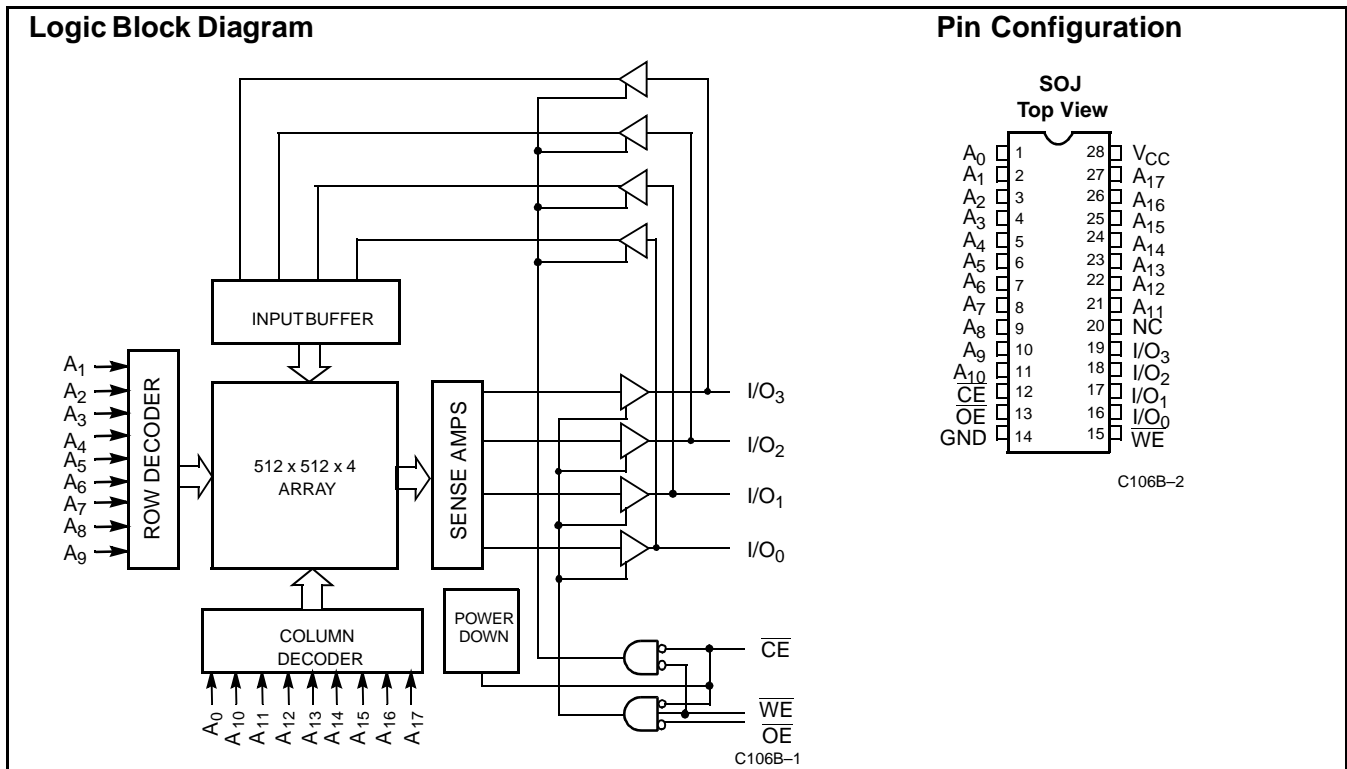 Logic Block Diagram
INPUT BUFFER
A1
A2
A3
A4
A5
A6
A7
A8
A9
ROW DECODER
512 x 512 x 4
ARRAY
SENSE AMPS
I/O3
I/O2
I/O1
I/O0
COLUMN
DECODER
POWER
DOWN
A0
A10
A11
A12
A13
A14
A15
A16
A17
CE
WE
OE
C106B–1
Pin Configuration
SOJ
Top View
A0 1 28 VCC
A1 2 27 A17
A2 3 26 A16
A3 4 25 A15
A4 5 24 A14
A5 6 23 A13
A6 7 22 A12
A7 8 21 A11
A8 9 20 NC
A9 10 19 I/O3
A10 11 18 I/O2
CE 12 17 I/O1
OE 13 16 I/O0
GND 14 15 WE
C106B–2